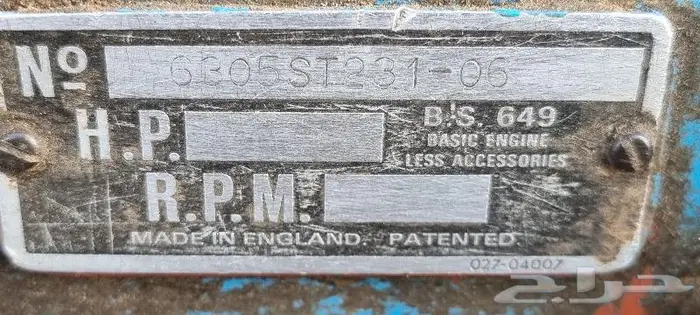 No 6305ST231-06
H.P.
B.S. 649
BASIC ENGINE
LESS ACCESSORIES
R.P.M.
MADE IN ENGLAND. PATENTED.
027-04007
حراج